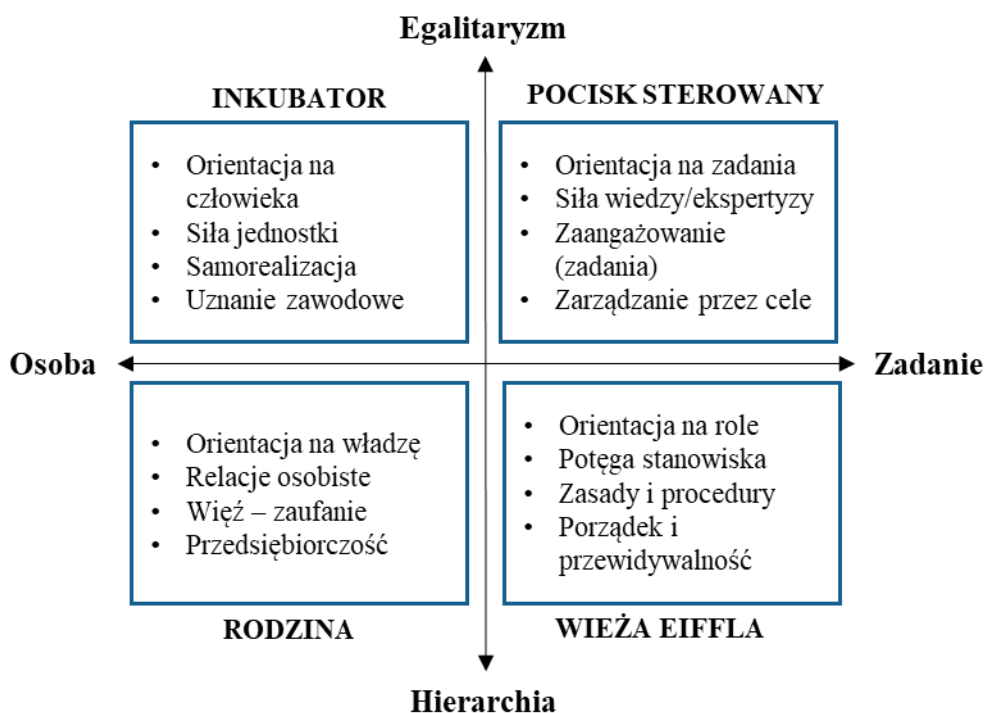 Egalitaryzm
INKUBATOR
• Orientacja na
człowieka
• Siła jednostki
• Samorealizacja
• Uznanie zawodowe
POCISK STEROWANY
• Orientacja na zadania
• Siła wiedzy/ekspertyzy
• Zaangażowanie
(zadania)
• Zarządzanie przez cele
Osoba
Zadanie
• Orientacja na władzę
• Relacje osobiste
• Więź – zaufanie
• Przedsiębiorczość
RODZINA
• Orientacja na role
• Potęga stanowiska
• Zasady i procedury
• Porządek i
przewidywalność
WIEŻA EIFFLA
Hierarchia